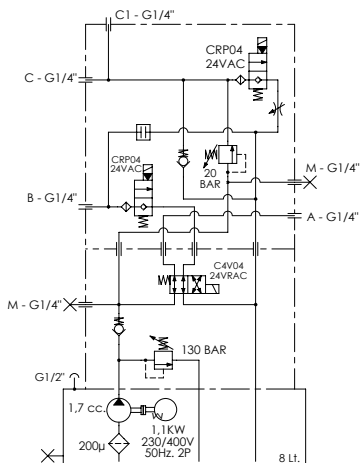 C1 - G1/4"
CRP04
24VAC
C - G1/4"
CRP04
24VAC
20
BAR
M - G1/4"
B - G1/4"
A - G1/4"
C4V04
24VRAC
M - G1/4"
130 BAR
G1/2"
1,7 cc.
1,1KW
230/400V
50Hz. 2P
200µ
8 Lt.